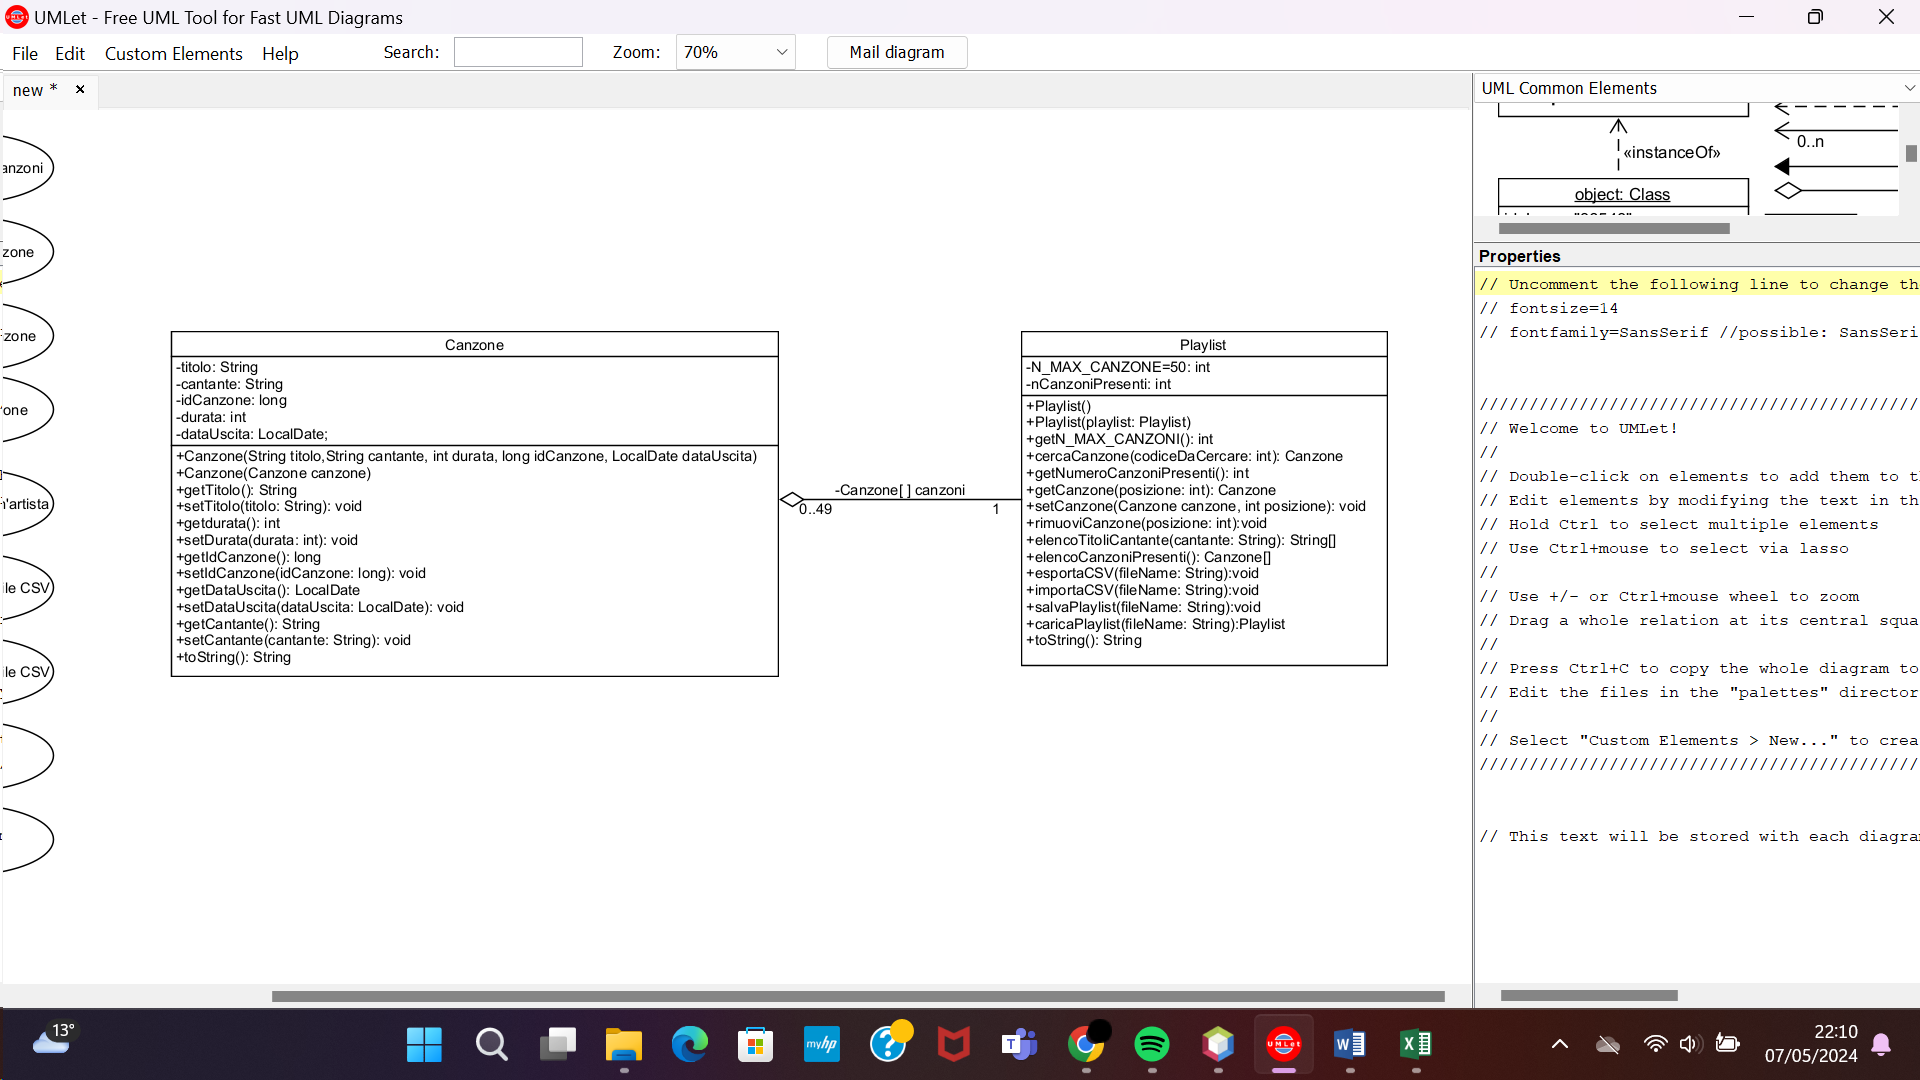 UMLet - Free UML Tool for Fast UML Diagrams
File Edit Custom Elements Help Search: Zoom: 70% Mail diagram
new *
UML Common Elements
anzoni
zone
zone
one
n'artista
ile CSV
ile CSV
Canzone
-titolo: String
-cantante: String
-idCanzone: long
-durata: int
-dataUscita: LocalDate;
+Canzone(String titolo,String cantante, int durata, long idCanzone, LocalDate dataUscita)
+Canzone(Canzone canzone)
+getTitolo(): String
+setTitolo(titolo: String): void
+getdurata(): int
+setDurata(durata: int): void
+getIdCanzone(): long
+setIdCanzone(idCanzone: long): void
+getDataUscita(): LocalDate
+setDataUscita(dataUscita: LocalDate): void
+getCantante(): String
+setCantante(cantante: String): void
+toString(): String
-Canzone[ ] canzoni
0..49 1
Playlist
-N_MAX_CANZONE=50: int
-nCanzoniPresenti: int
+Playlist()
+Playlist(playlist: Playlist)
+getN_MAX_CANZONI(): int
+cercaCanzone(codiceDaCercare: int): Canzone
+getNumeroCanzoniPresenti(): int
+getCanzone(posizione: int): Canzone
+setCanzone(Canzone canzone, int posizione): void
+rimuoviCanzone(posizione: int):void
+elencoTitoliCantante(cantante: String): String[]
+elencoCanzoniPresenti(): Canzone[]
+esportaCSV(fileName: String):void
+importaCSV(fileName: String):void
+salvaPlaylist(fileName: String):void
+caricaPlaylist(fileName: String):Playlist
+toString(): String
0..n
«instanceOf»
object: Class
Properties
// Uncomment the following line to change th
// fontsize=14
// fontfamily=SansSerif //possible: SansSeri
////////////////////////////////////////////
// Welcome to UMLet!
//
// Double-click on elements to add them to t
// Edit elements by modifying the text in th
// Hold Ctrl to select multiple elements
// Use Ctrl+mouse to select via lasso
//
// Use +/- or Ctrl+mouse wheel to zoom
// Drag a whole relation at its central squa
//
// Press Ctrl+C to copy the whole diagram to
// Edit the files in the "palettes" director
//
// Select "Custom Elements > New..." to crea
////////////////////////////////////////////
// This text will be stored with each diagra
13°
myhp
UMLet
22:10
07/05/2024